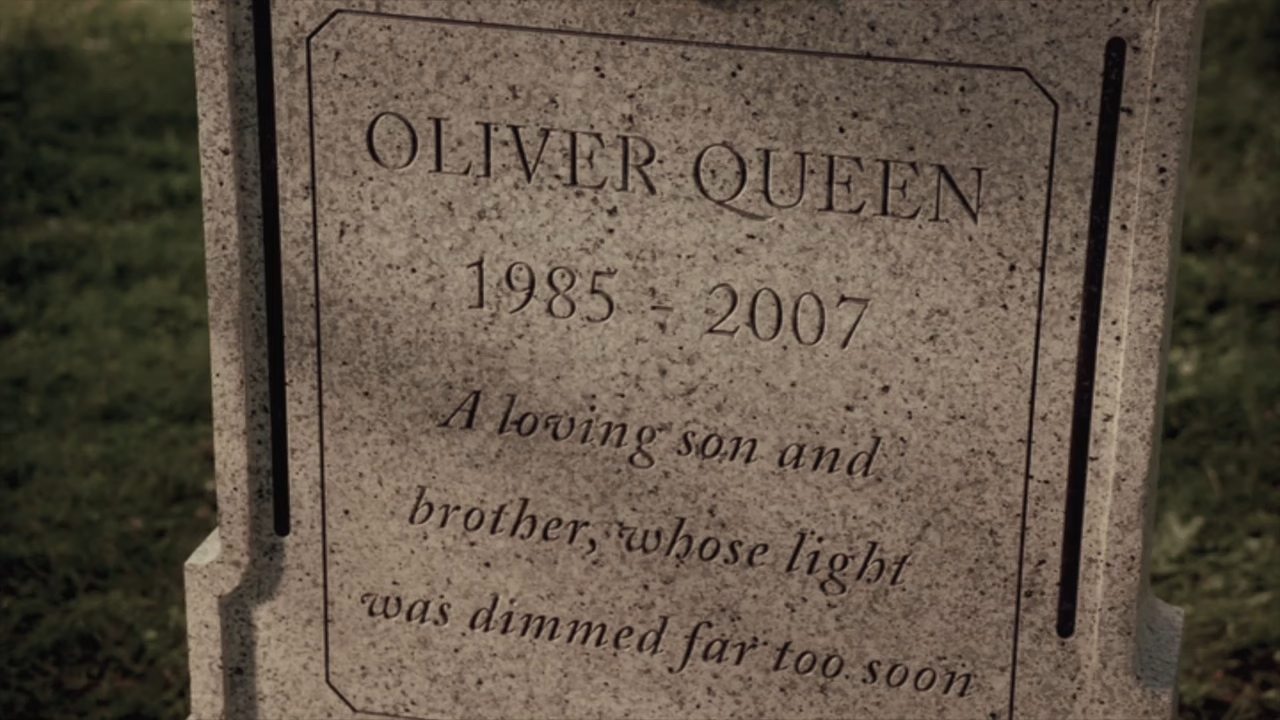 OLIVER QUEEN
1985 - 2007
A loving son and
brother, whose light
was dimmed far too soon